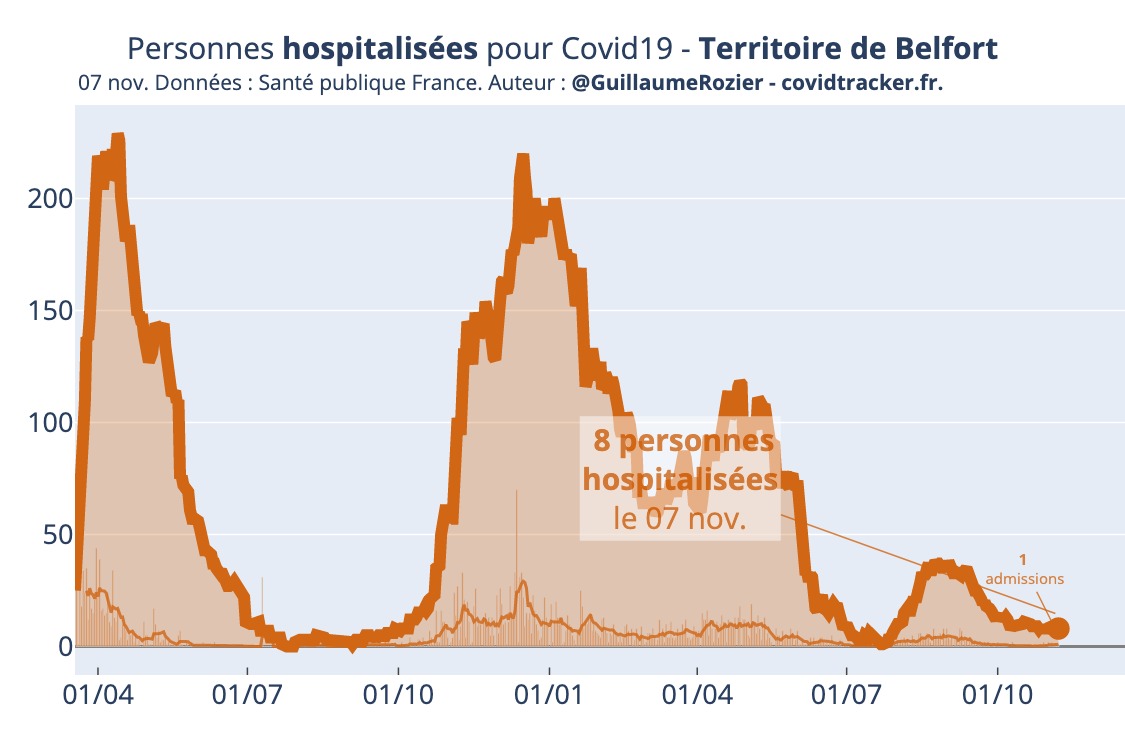 Personnes hospitalisées pour Covid19 - Territoire de Belfort
07 nov. Données : Santé publique France. Auteur : @GuillaumeRozier - covidtracker.fr.
200
150
100
50
0
8 personnes
hospitalisées
le 07 nov.
1
admissions
01/04 01/07 01/10 01/01 01/04 01/07 01/10